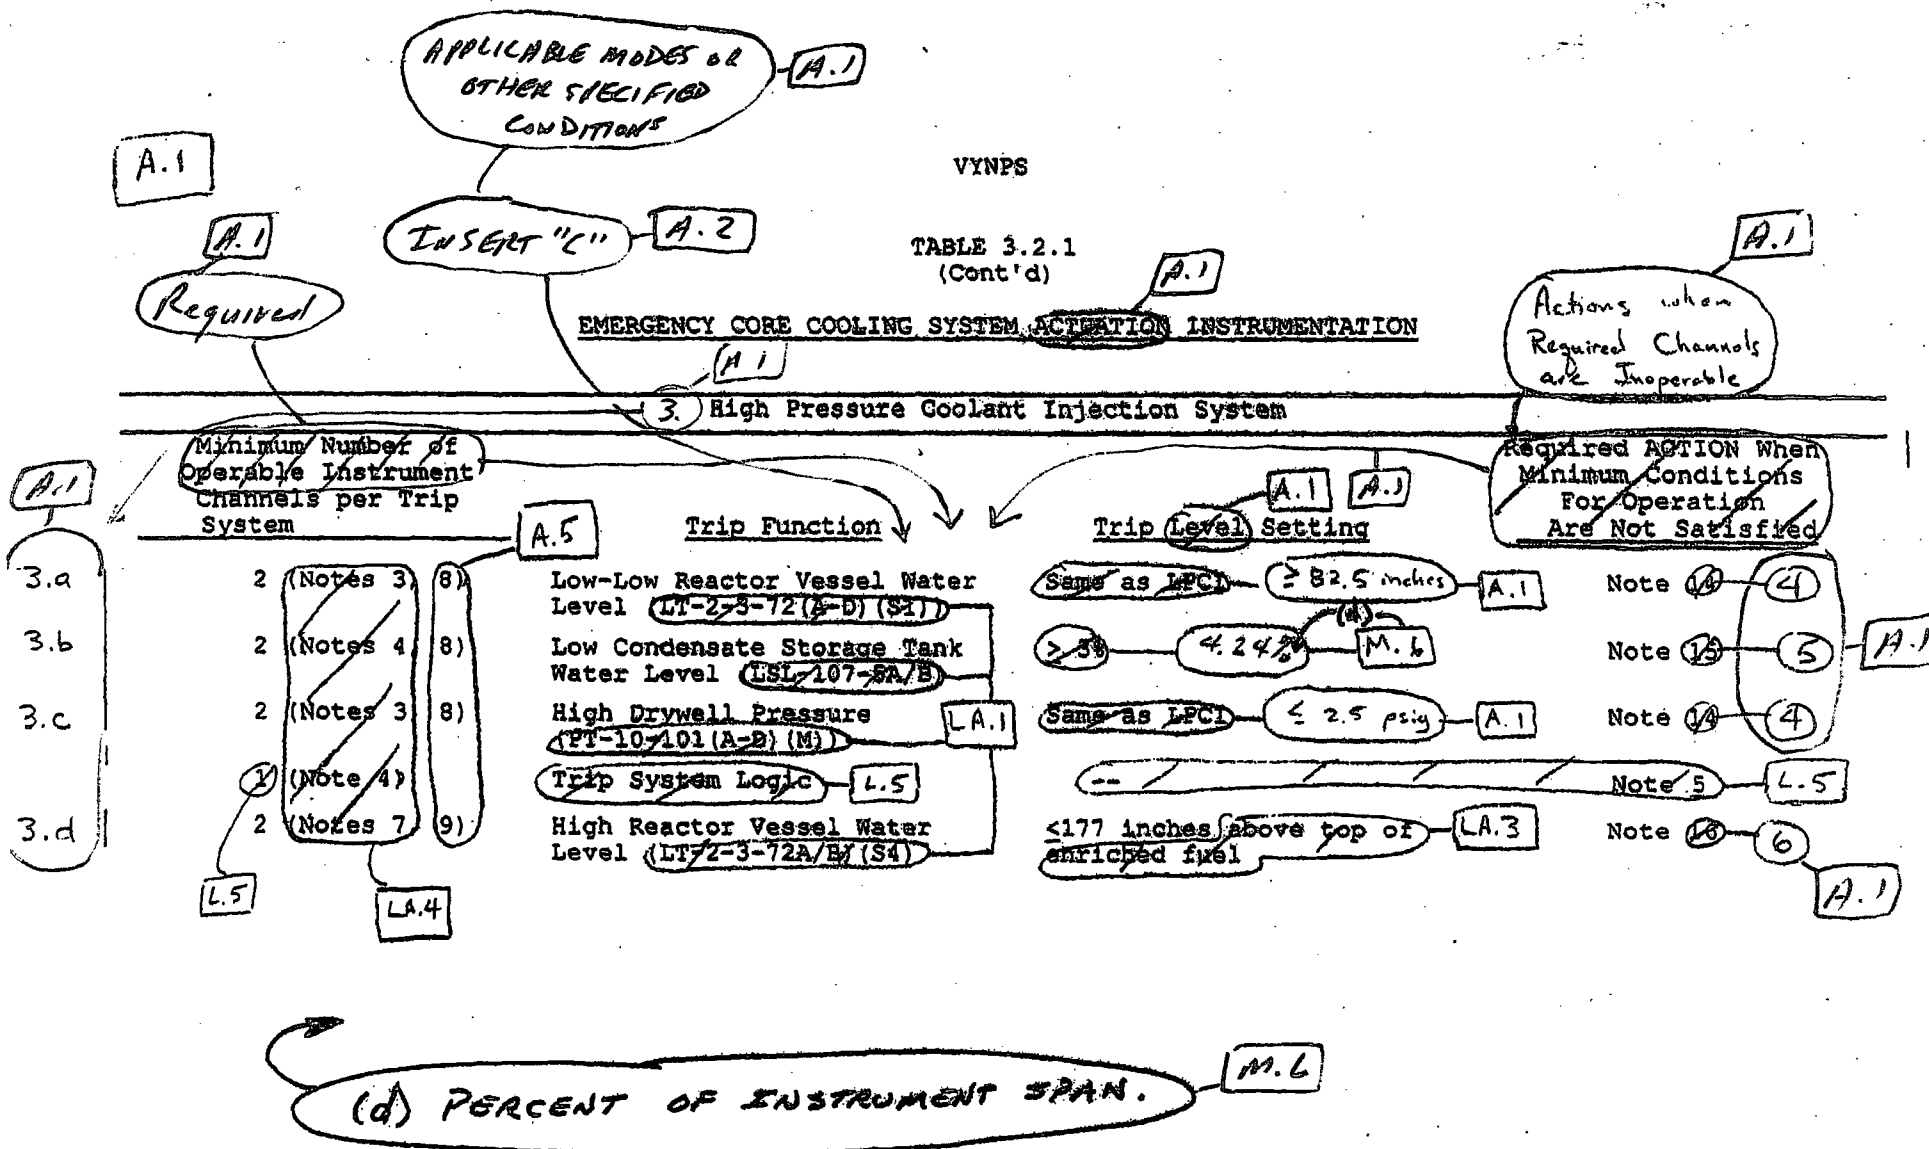 APPLICABLE MODES OR
OTHER SPECIFIED
CONDITIONS
A.1
A.1
VYNPS
A.1
INSERT "C"
A.2
TABLE 3.2.1
(Cont'd)
A.1
A.1
Required
Actions when
Required Channels
are Inoperable
EMERGENCY CORE COOLING SYSTEM ACTUATION INSTRUMENTATION
A.1
3. High Pressure Coolant Injection System
Minimum Number of
Operable Instrument
Channels per Trip
System
A.1
A.5
Trip Function
A.1
A.1
Trip Level Setting
Required ACTION When
Minimum Conditions
For Operation
Are Not Satisfied
3.a 2 (Notes 3, 8) Low-Low Reactor Vessel Water Same as LPCI ≥ 82.5 inches A.1 Note 14 4
Level (LT-2-3-72(A-D)(S1))
(d)
3.b 2 (Notes 4, 8) Low Condensate Storage Tank ≥ 3% 4.24% M.6 Note 15 5 A.1
Water Level (LSL-107-5A/B)
3.c 2 (Notes 3, 8) High Drywell Pressure LA.1 Same as LPCI ≤ 2.5 psig A.1 Note 14 4
(PT-10-101(A-D)(M))
1 (Note 4) Trip System Logic L.5 -- Note 5 L.5
3.d 2 (Notes 7, 9) High Reactor Vessel Water ≤177 inches above top of LA.3 Note 16 6
Level (LT-2-3-72A/B)(S4) enriched fuel
L.5
LA.4
A.1
(d) PERCENT OF INSTRUMENT SPAN.
M.6